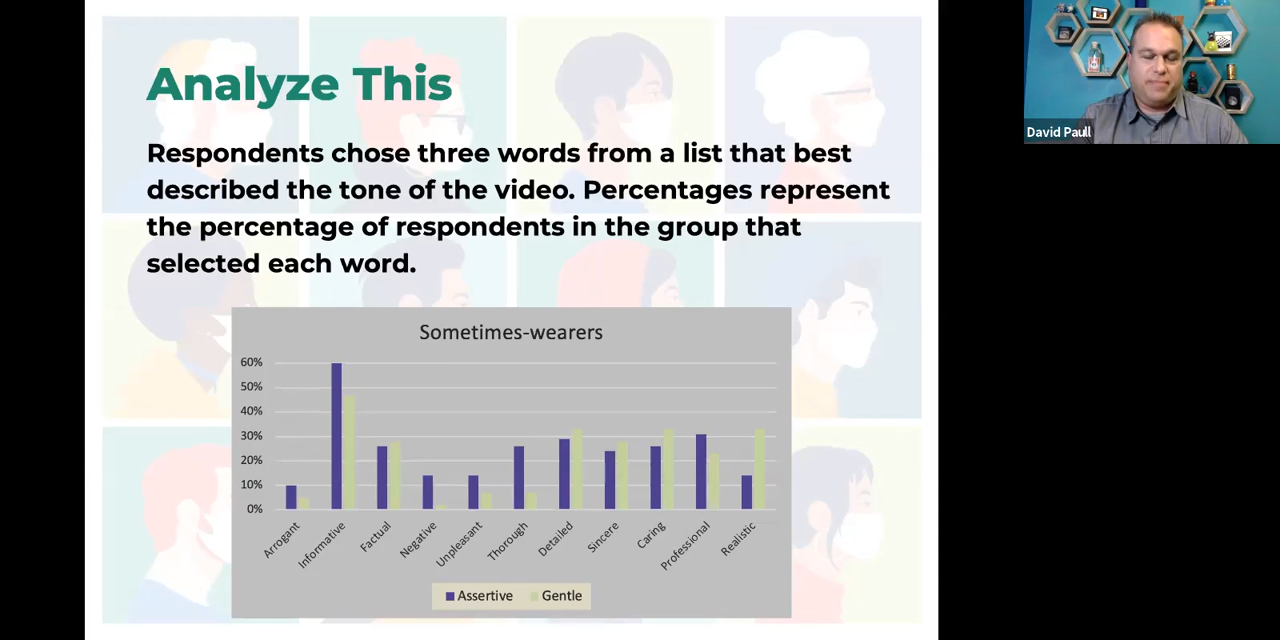 Analyze This
Respondents chose three words from a list that best
described the tone of the video. Percentages represent
the percentage of respondents in the group that
selected each word.
Sometimes-wearers
60%
50%
40%
30%
20%
10%
0%
Arrogant
Informative
Factual
Negative
Unpleasant
Thorough
Detailed
Sincere
Caring
Professional
Realistic
Assertive Gentle
David Paull